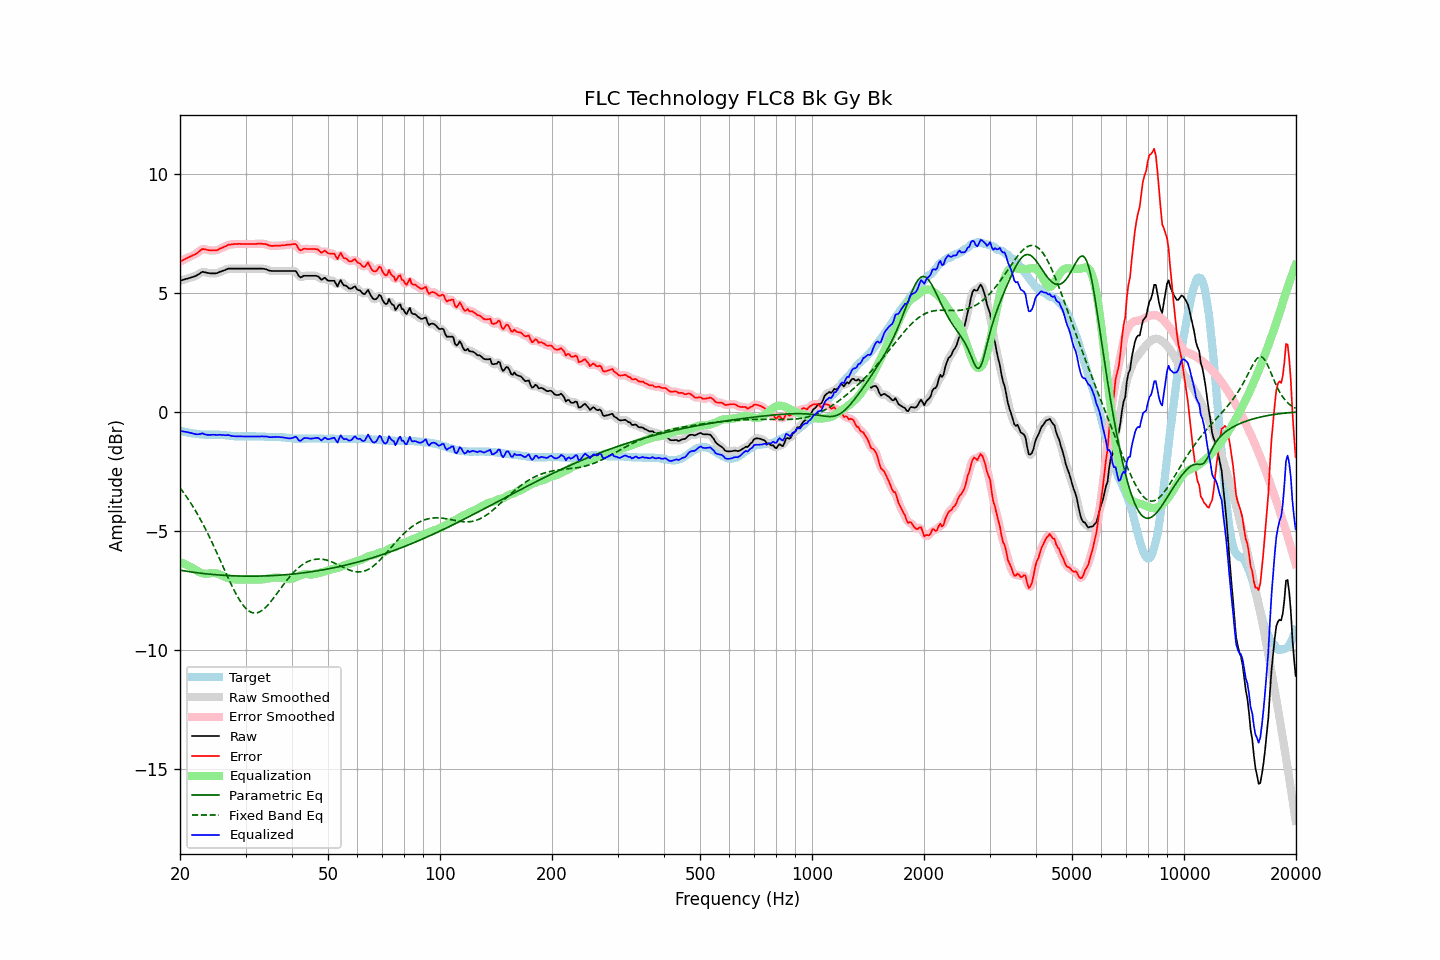 FLC Technology FLC8 Bk Gy Bk
Amplitude (dBr)
10
5
0
−5
−10
−15
Target
Raw Smoothed
Error Smoothed
Raw
Error
Equalization
Parametric Eq
Fixed Band Eq
Equalized
20 50 100 200 500 1000 2000 5000 10000 20000
Frequency (Hz)